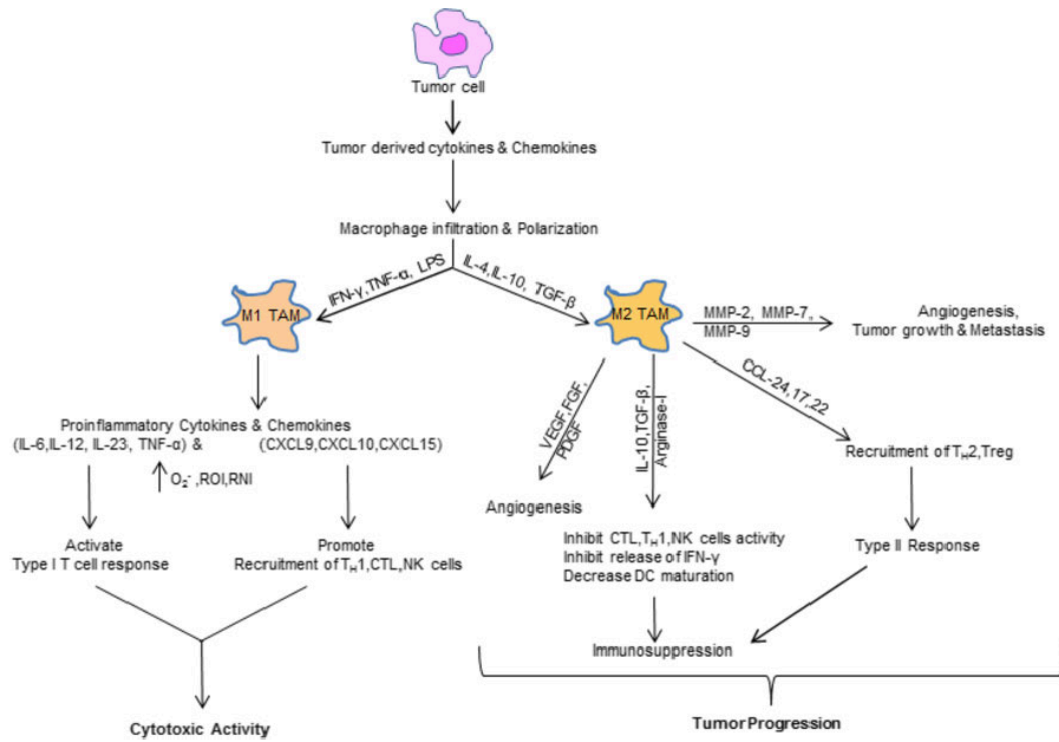 Tumor cell
Tumor derived cytokines & Chemokines
Macrophage infiltration & Polarization
IFN-γ,TNF-α, LPS
IL-4,IL-10, TGF-β
M1 TAM
M2 TAM
MMP-2, MMP-7,,
MMP-9
Angiogenesis,
Tumor growth & Metastasis
CCL-24,17,22
VEGF,FGF,
PDGF
IL-10,TGF-β,
Arginase-I
Proinflammatory Cytokines & Chemokines
(IL-6,IL-12, IL-23, TNF-α) & (CXCL9,CXCL10,CXCL15)
O₂⁻,ROI,RNI
Recruitment of TH2,Treg
Angiogenesis
Activate
Type I T cell response
Promote
Recruitment of TH1,CTL,NK cells
Inhibit CTL,TH1,NK cells activity
Inhibit release of IFN-γ
Decrease DC maturation
Type II Response
Immunosuppression
Cytotoxic Activity
Tumor Progression